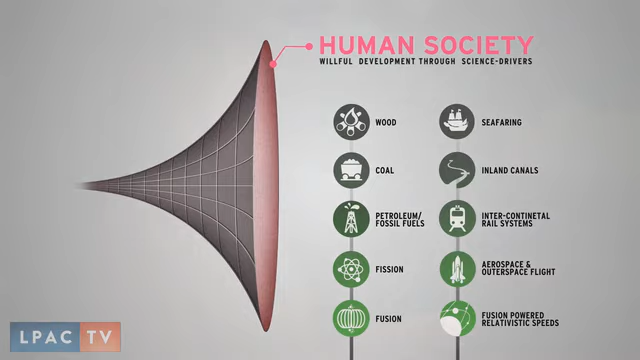 HUMAN SOCIETY
WILLFUL DEVELOPMENT THROUGH SCIENCE-DRIVERS
WOOD
COAL
PETROLEUM/
FOSSIL FUELS
FISSION
FUSION
SEAFARING
INLAND CANALS
INTER-CONTINETAL
RAIL SYSTEMS
AEROSPACE &
OUTERSPACE FLIGHT
FUSION POWERED
RELATIVISTIC SPEEDS
LPAC TV